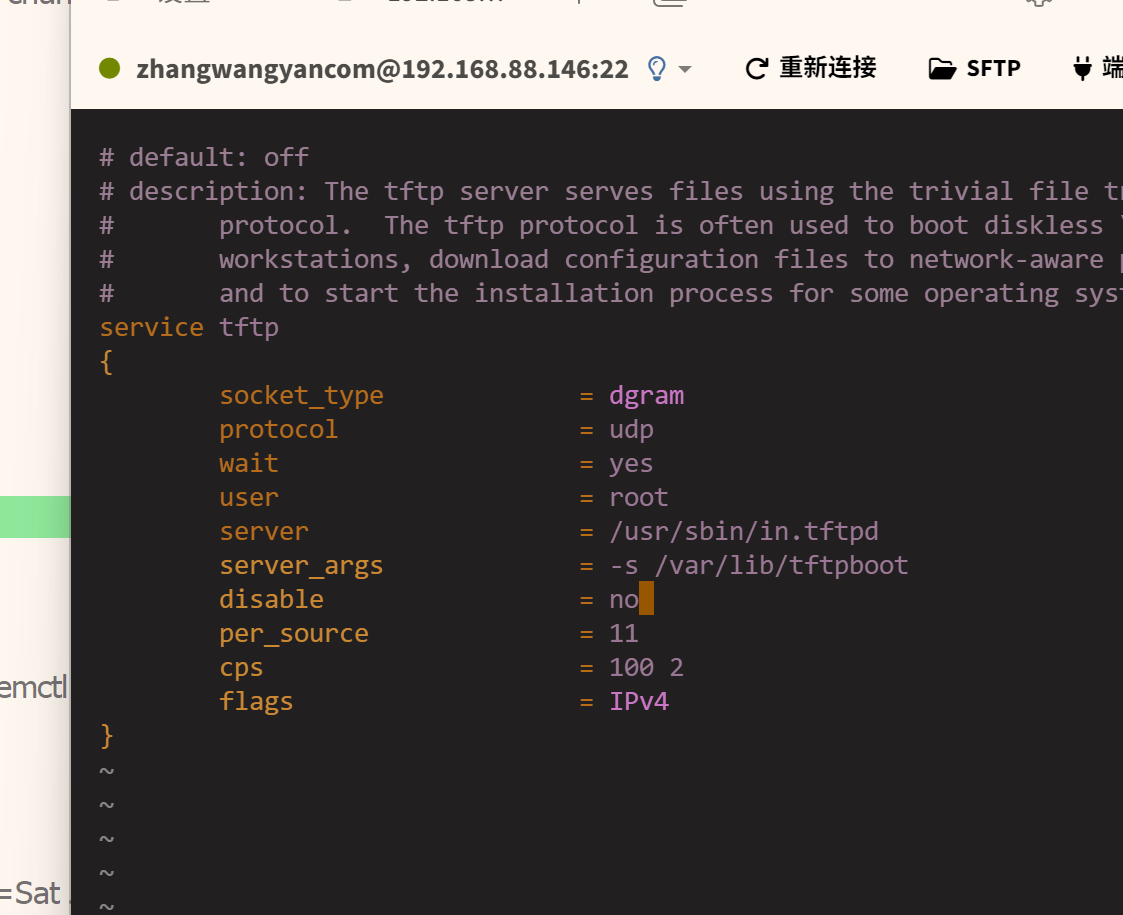 zhangwangyancom@192.168.88.146:22 重新连接 SFTP 端
# default: off
# description: The tftp server serves files using the trivial file
# protocol. The tftp protocol is often used to boot diskless \
# workstations, download configuration files to network-aware
# and to start the installation process for some operating
service tftp
{
socket_type = dgram
protocol = udp
wait = yes
user = root
server = /usr/sbin/in.tftpd
server_args = -s /var/lib/tftpboot
disable = no
per_source = 11
cps = 100 2
flags = IPv4
}
~
~
~
~
~
emctl
=Sat